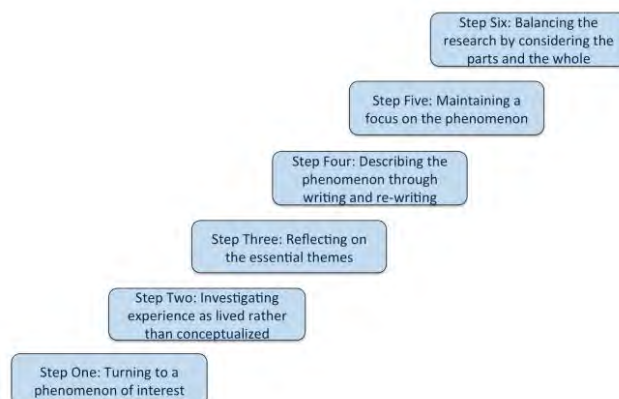 Step Six: Balancing the
research by considering the
parts and the whole
Step Five: Maintaining a
focus on the phenomenon
Step Four: Describing the
phenomenon through
writing and re-writing
Step Three: Reflecting on
the essential themes
Step Two: Investigating
experience as lived rather
than conceptualized
Step One: Turning to a
phenomenon of interest